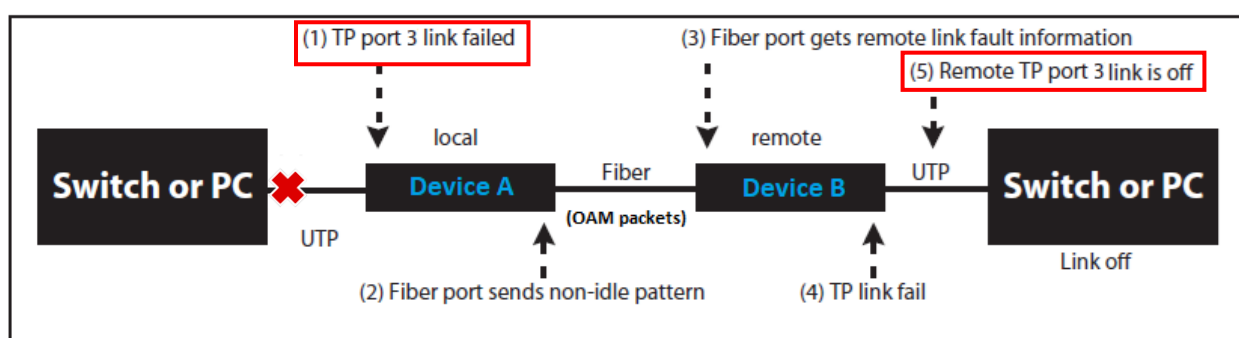 (1) TP port 3 link failed
(3) Fiber port gets remote link fault information
(5) Remote TP port 3 link is off
local
remote
Switch or PC
Device A
Fiber
Device B
UTP
Switch or PC
(OAM packets)
UTP
Link off
(2) Fiber port sends non-idle pattern
(4) TP link fail